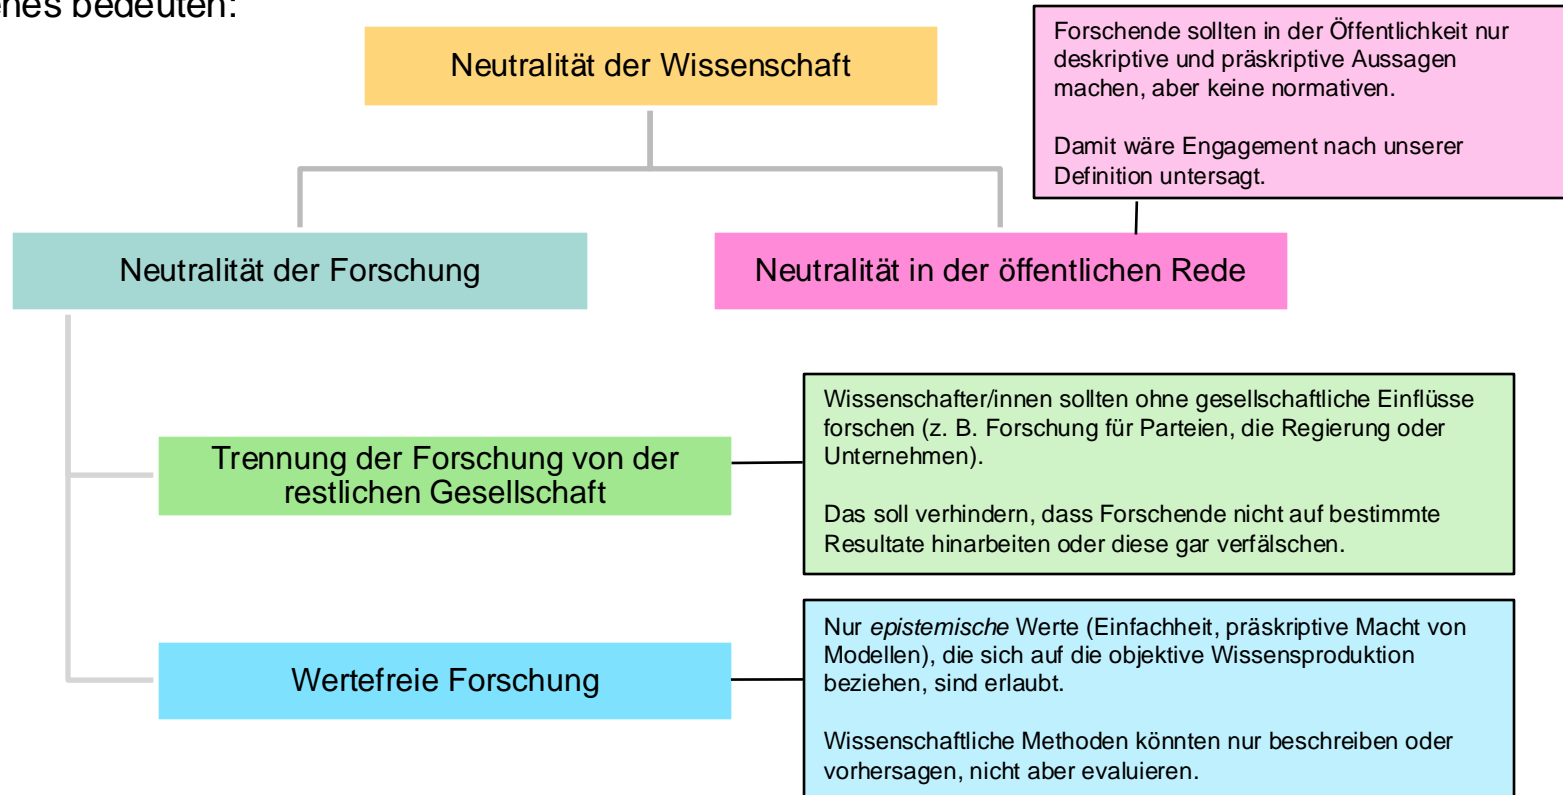 enes bedeuten:
Neutralität der Wissenschaft
Forschende sollten in der Öffentlichkeit nur
deskriptive und präskriptive Aussagen
machen, aber keine normativen.
Damit wäre Engagement nach unserer
Definition untersagt.
Neutralität der Forschung
Neutralität in der öffentlichen Rede
Trennung der Forschung von der
restlichen Gesellschaft
Wissenschafter/innen sollten ohne gesellschaftliche Einflüsse
forschen (z. B. Forschung für Parteien, die Regierung oder
Unternehmen).
Das soll verhindern, dass Forschende nicht auf bestimmte
Resultate hinarbeiten oder diese gar verfälschen.
Wertefreie Forschung
Nur epistemische Werte (Einfachheit, präskriptive Macht von
Modellen), die sich auf die objektive Wissensproduktion
beziehen, sind erlaubt.
Wissenschaftliche Methoden könnten nur beschreiben oder
vorhersagen, nicht aber evaluieren.